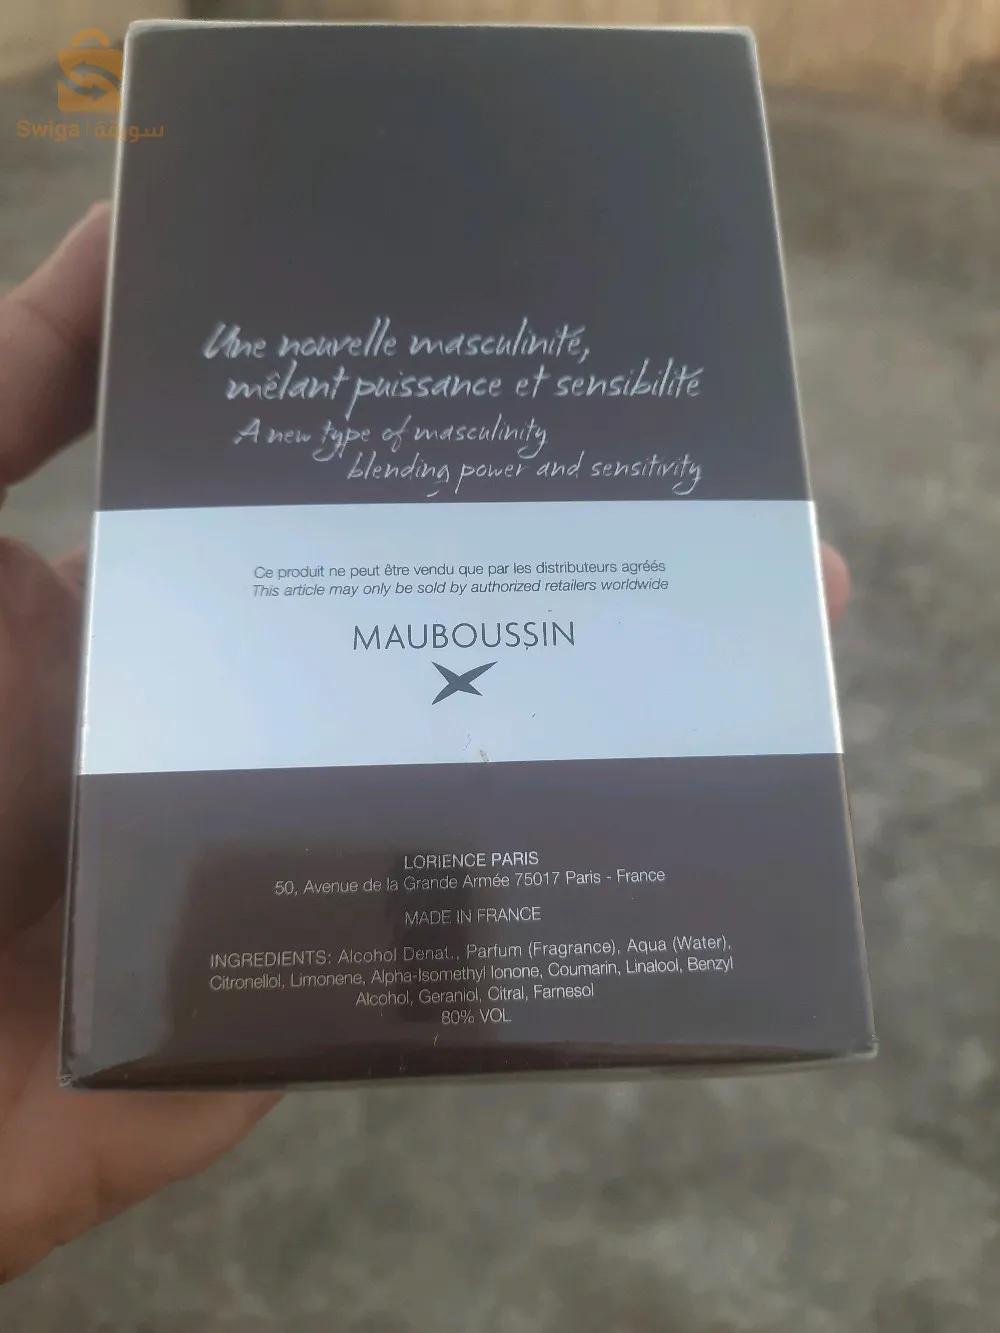 Swiga | سويقة
Une nouvelle masculinité,
mêlant puissance et sensibilité
A new type of masculinity
blending power and sensitivity
Ce produit ne peut être vendu que par les distributeurs agréés
This article may only be sold by authorized retailers worldwide
MAUBOUSSIN
LORIENCE PARIS
50, Avenue de la Grande Armée 75017 Paris - France
MADE IN FRANCE
INGREDIENTS: Alcohol Denat., Parfum (Fragrance), Aqua (Water),
Citronellol, Limonene, Alpha-Isomethyl Ionone, Coumarin, Linalool, Benzyl
Alcohol, Geraniol, Citral, Farnesol
80% VOL